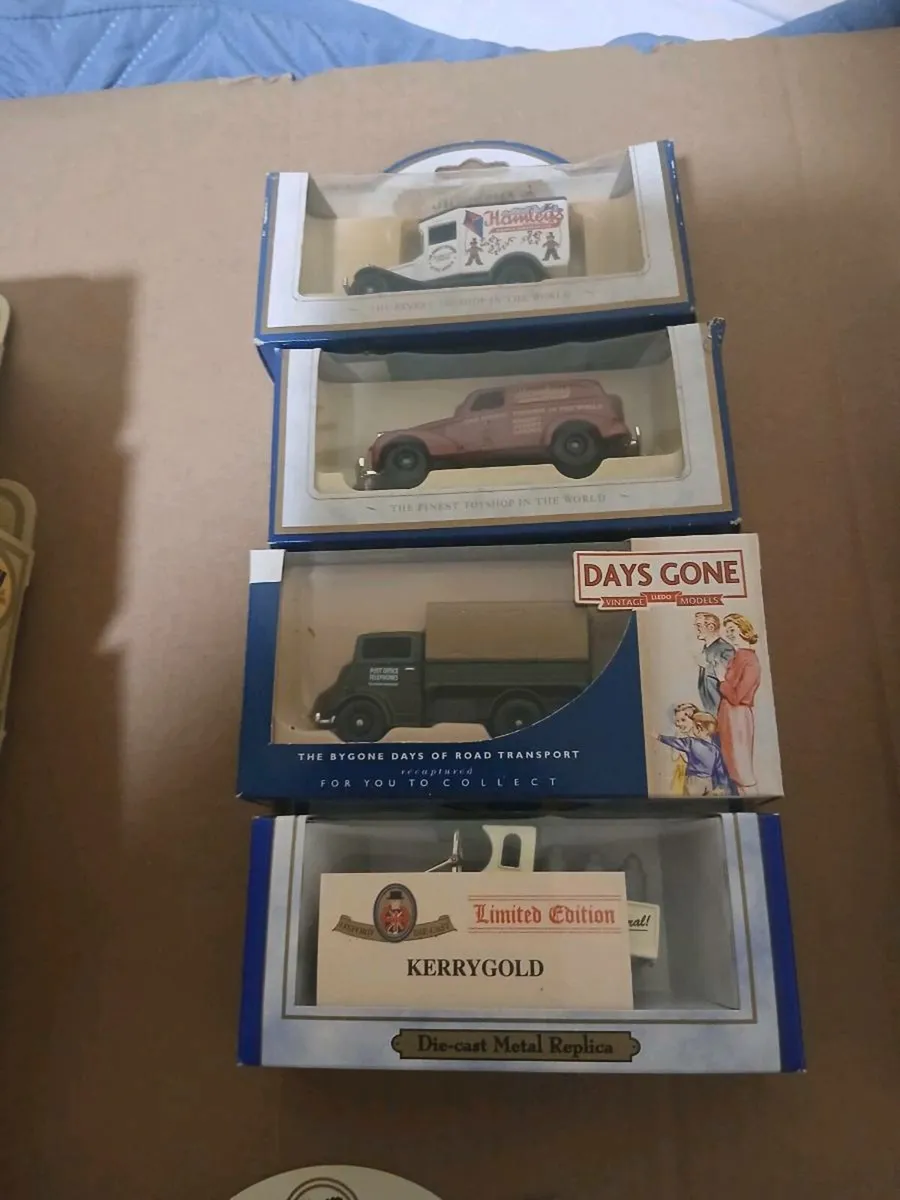 Hamleys
THE FINEST TOYSHOP IN THE WORLD
THE FINEST TOYSHOP IN THE WORLD
DAYS GONE
VINTAGE LLEDO MODELS
POST OFFICE
TELEPHONES
THE BYGONE DAYS OF ROAD TRANSPORT
recaptured
FOR YOU TO COLLECT
OXFORD DIE-CAST
Limited Edition
ral!
KERRYGOLD
Die-cast Metal Replica